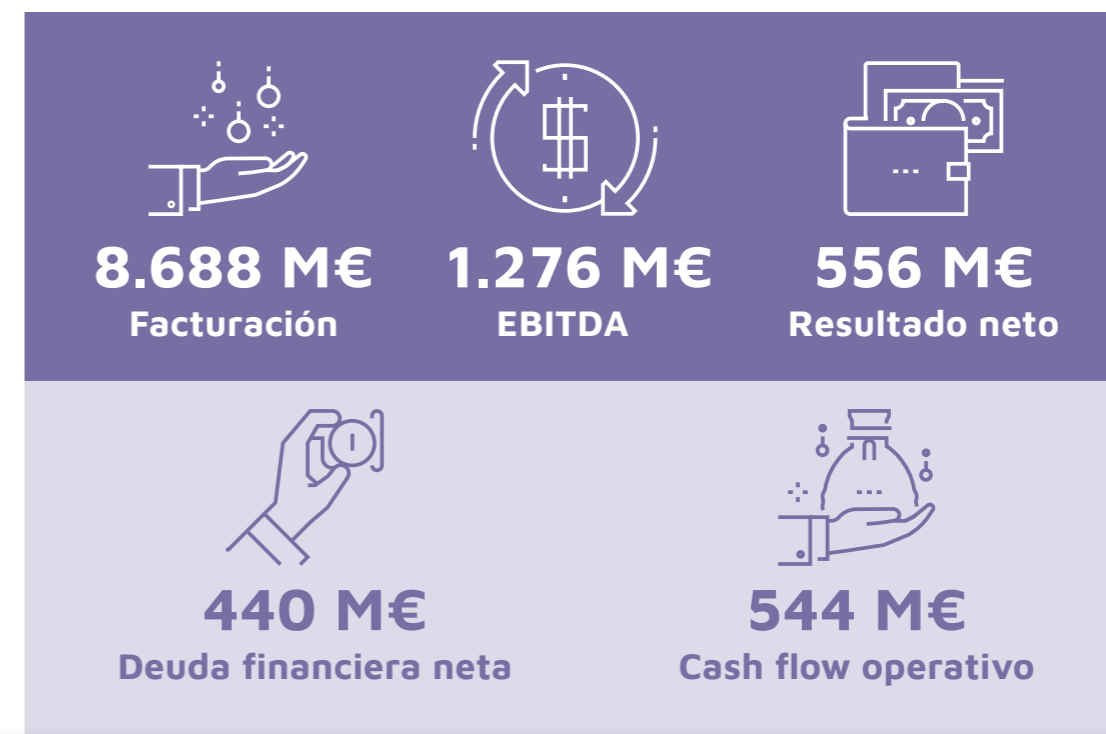 8.688 M€
Facturación
1.276 M€
EBITDA
556 M€
Resultado neto
440 M€
Deuda financiera neta
544 M€
Cash flow operativo